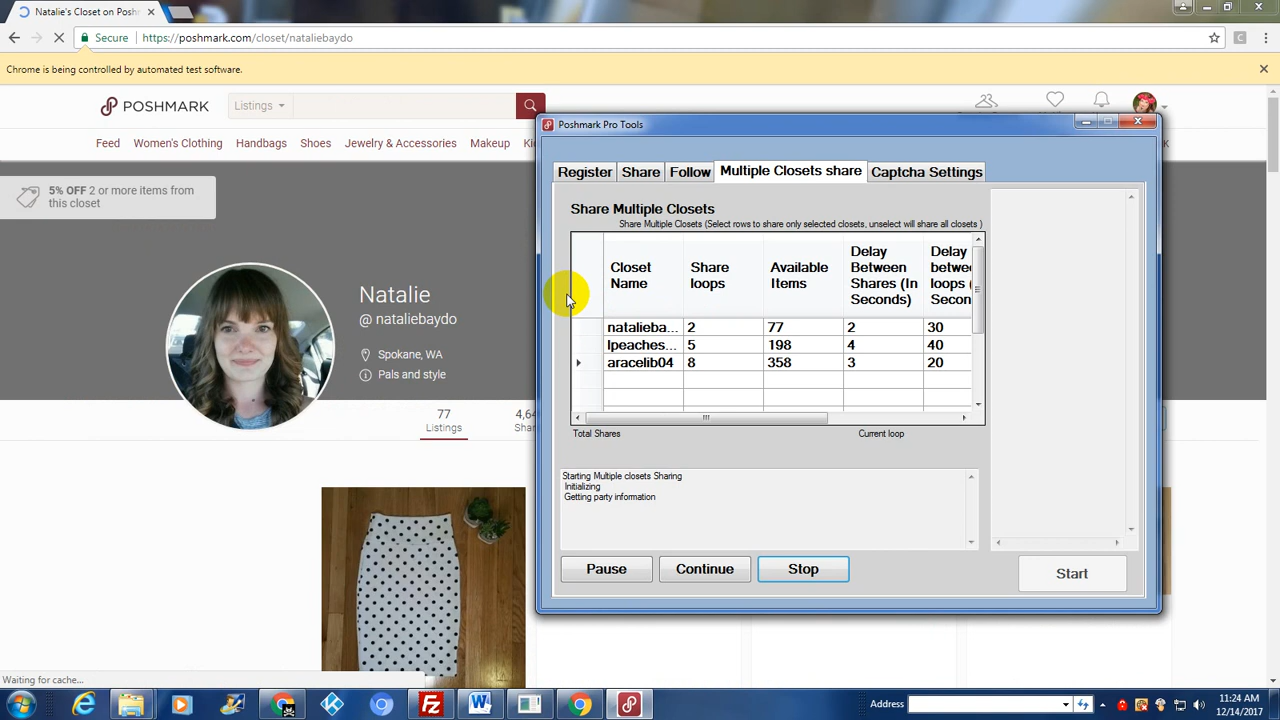 Natalie's Closet on Posh
Secure https://poshmark.com/closet/nataliebaydo
Chrome is being controlled by automated test software.
POSHMARK Listings
Feed Women's Clothing Handbags Shoes Jewelry & Accessories Makeup
5% OFF 2 or more items from
this closet
Natalie
@ nataliebaydo
Spokane, WA
Pals and style
77
Listings
Poshmark Pro Tools
Register Share Follow Multiple Closets share Captcha Settings
Share Multiple Closets
Share Multiple Closets (Select rows to share only selected closets, unselect will share all closets )
Closet Name Share loops Available Items Delay Between Shares (In Seconds) Delay
natalieba... 2 77 2 30
lpeaches... 5 198 4 40
aracelib04 8 358 3 20
Total Shares Current loop
Starting Multiple closets Sharing
Initializing
Getting party information
Pause Continue Stop Start
Waiting for cache...
Address 11:24 AM
12/14/2017